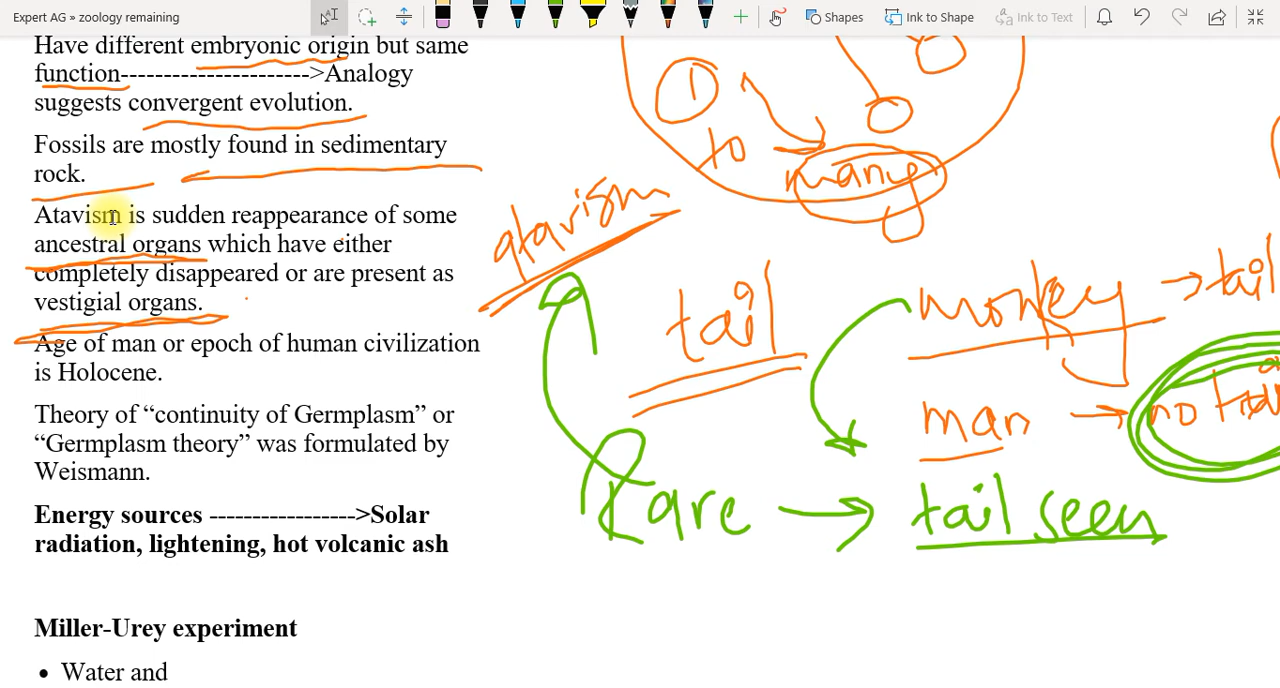 Expert AG » zoology remaining
Shapes
Ink to Shape
Ink to Text
Have different embryonic origin but same
function---------------------->Analogy
suggests convergent evolution.
Fossils are mostly found in sedimentary
rock.
Atavism is sudden reappearance of some
ancestral organs which have either
completely disappeared or are present as
vestigial organs.
Age of man or epoch of human civilization
is Holocene.
Theory of “continuity of Germplasm” or
“Germplasm theory” was formulated by
Weismann.
Energy sources ----------------->Solar
radiation, lightening, hot volcanic ash
Miller-Urey experiment
• Water and
1
to
many
atavism
tail
monkey → tail
man → no
Rare → tail seen